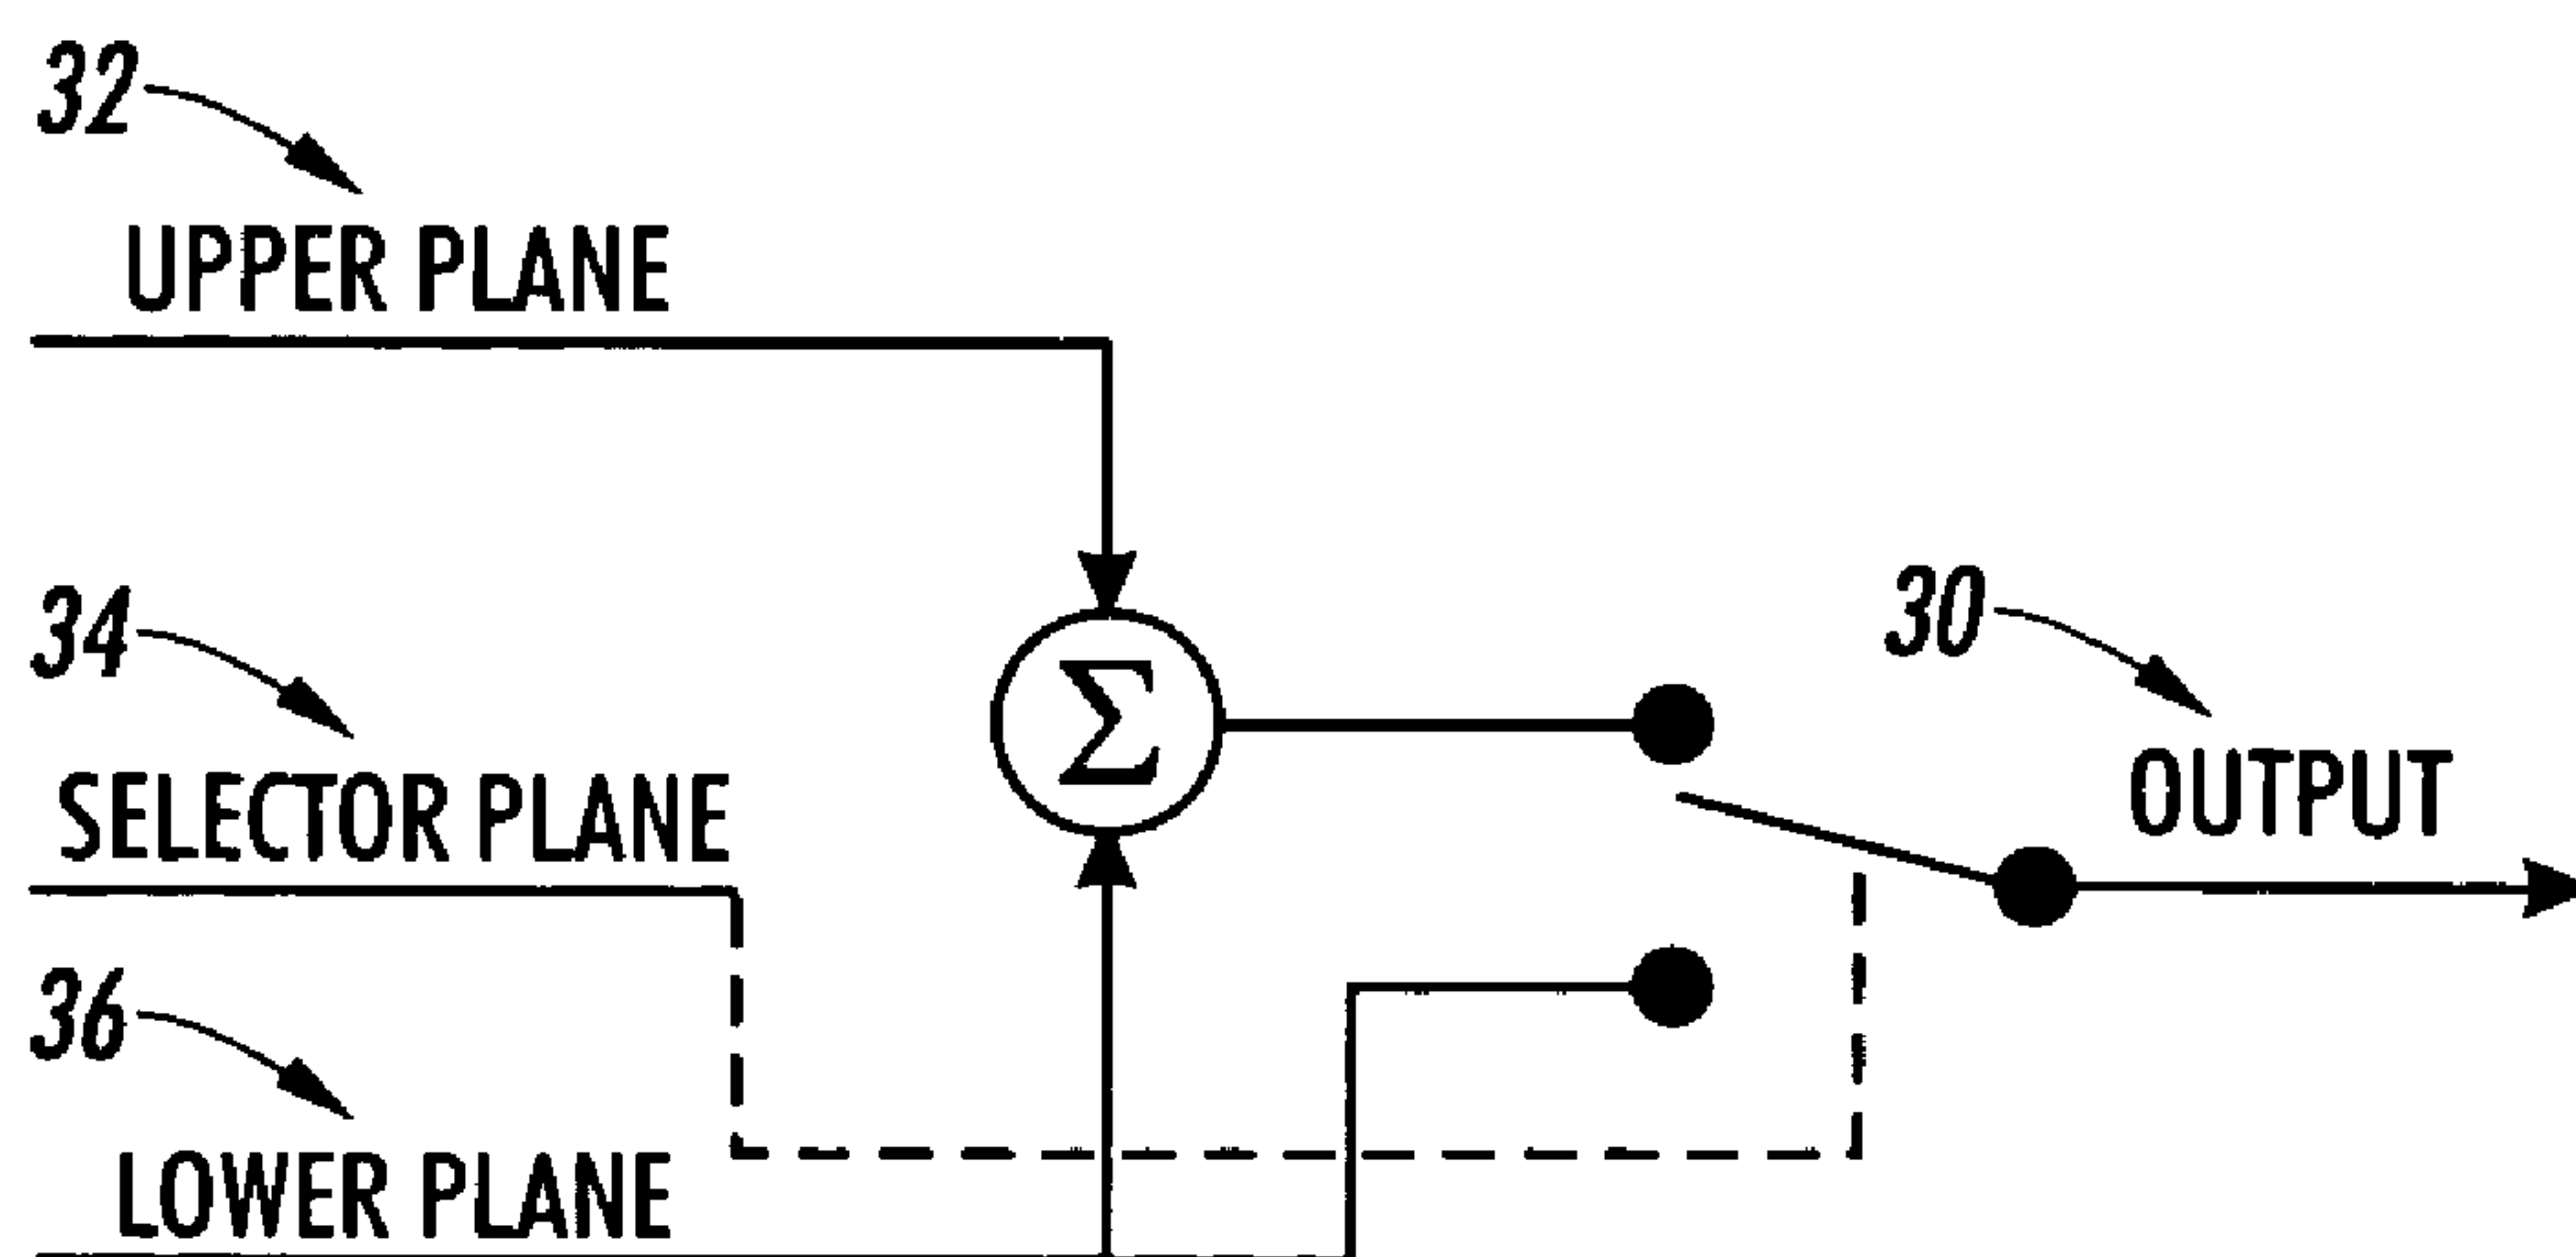 32
UPPER PLANE
34
SELECTOR PLANE
Σ
30
OUTPUT
36
LOWER PLANE